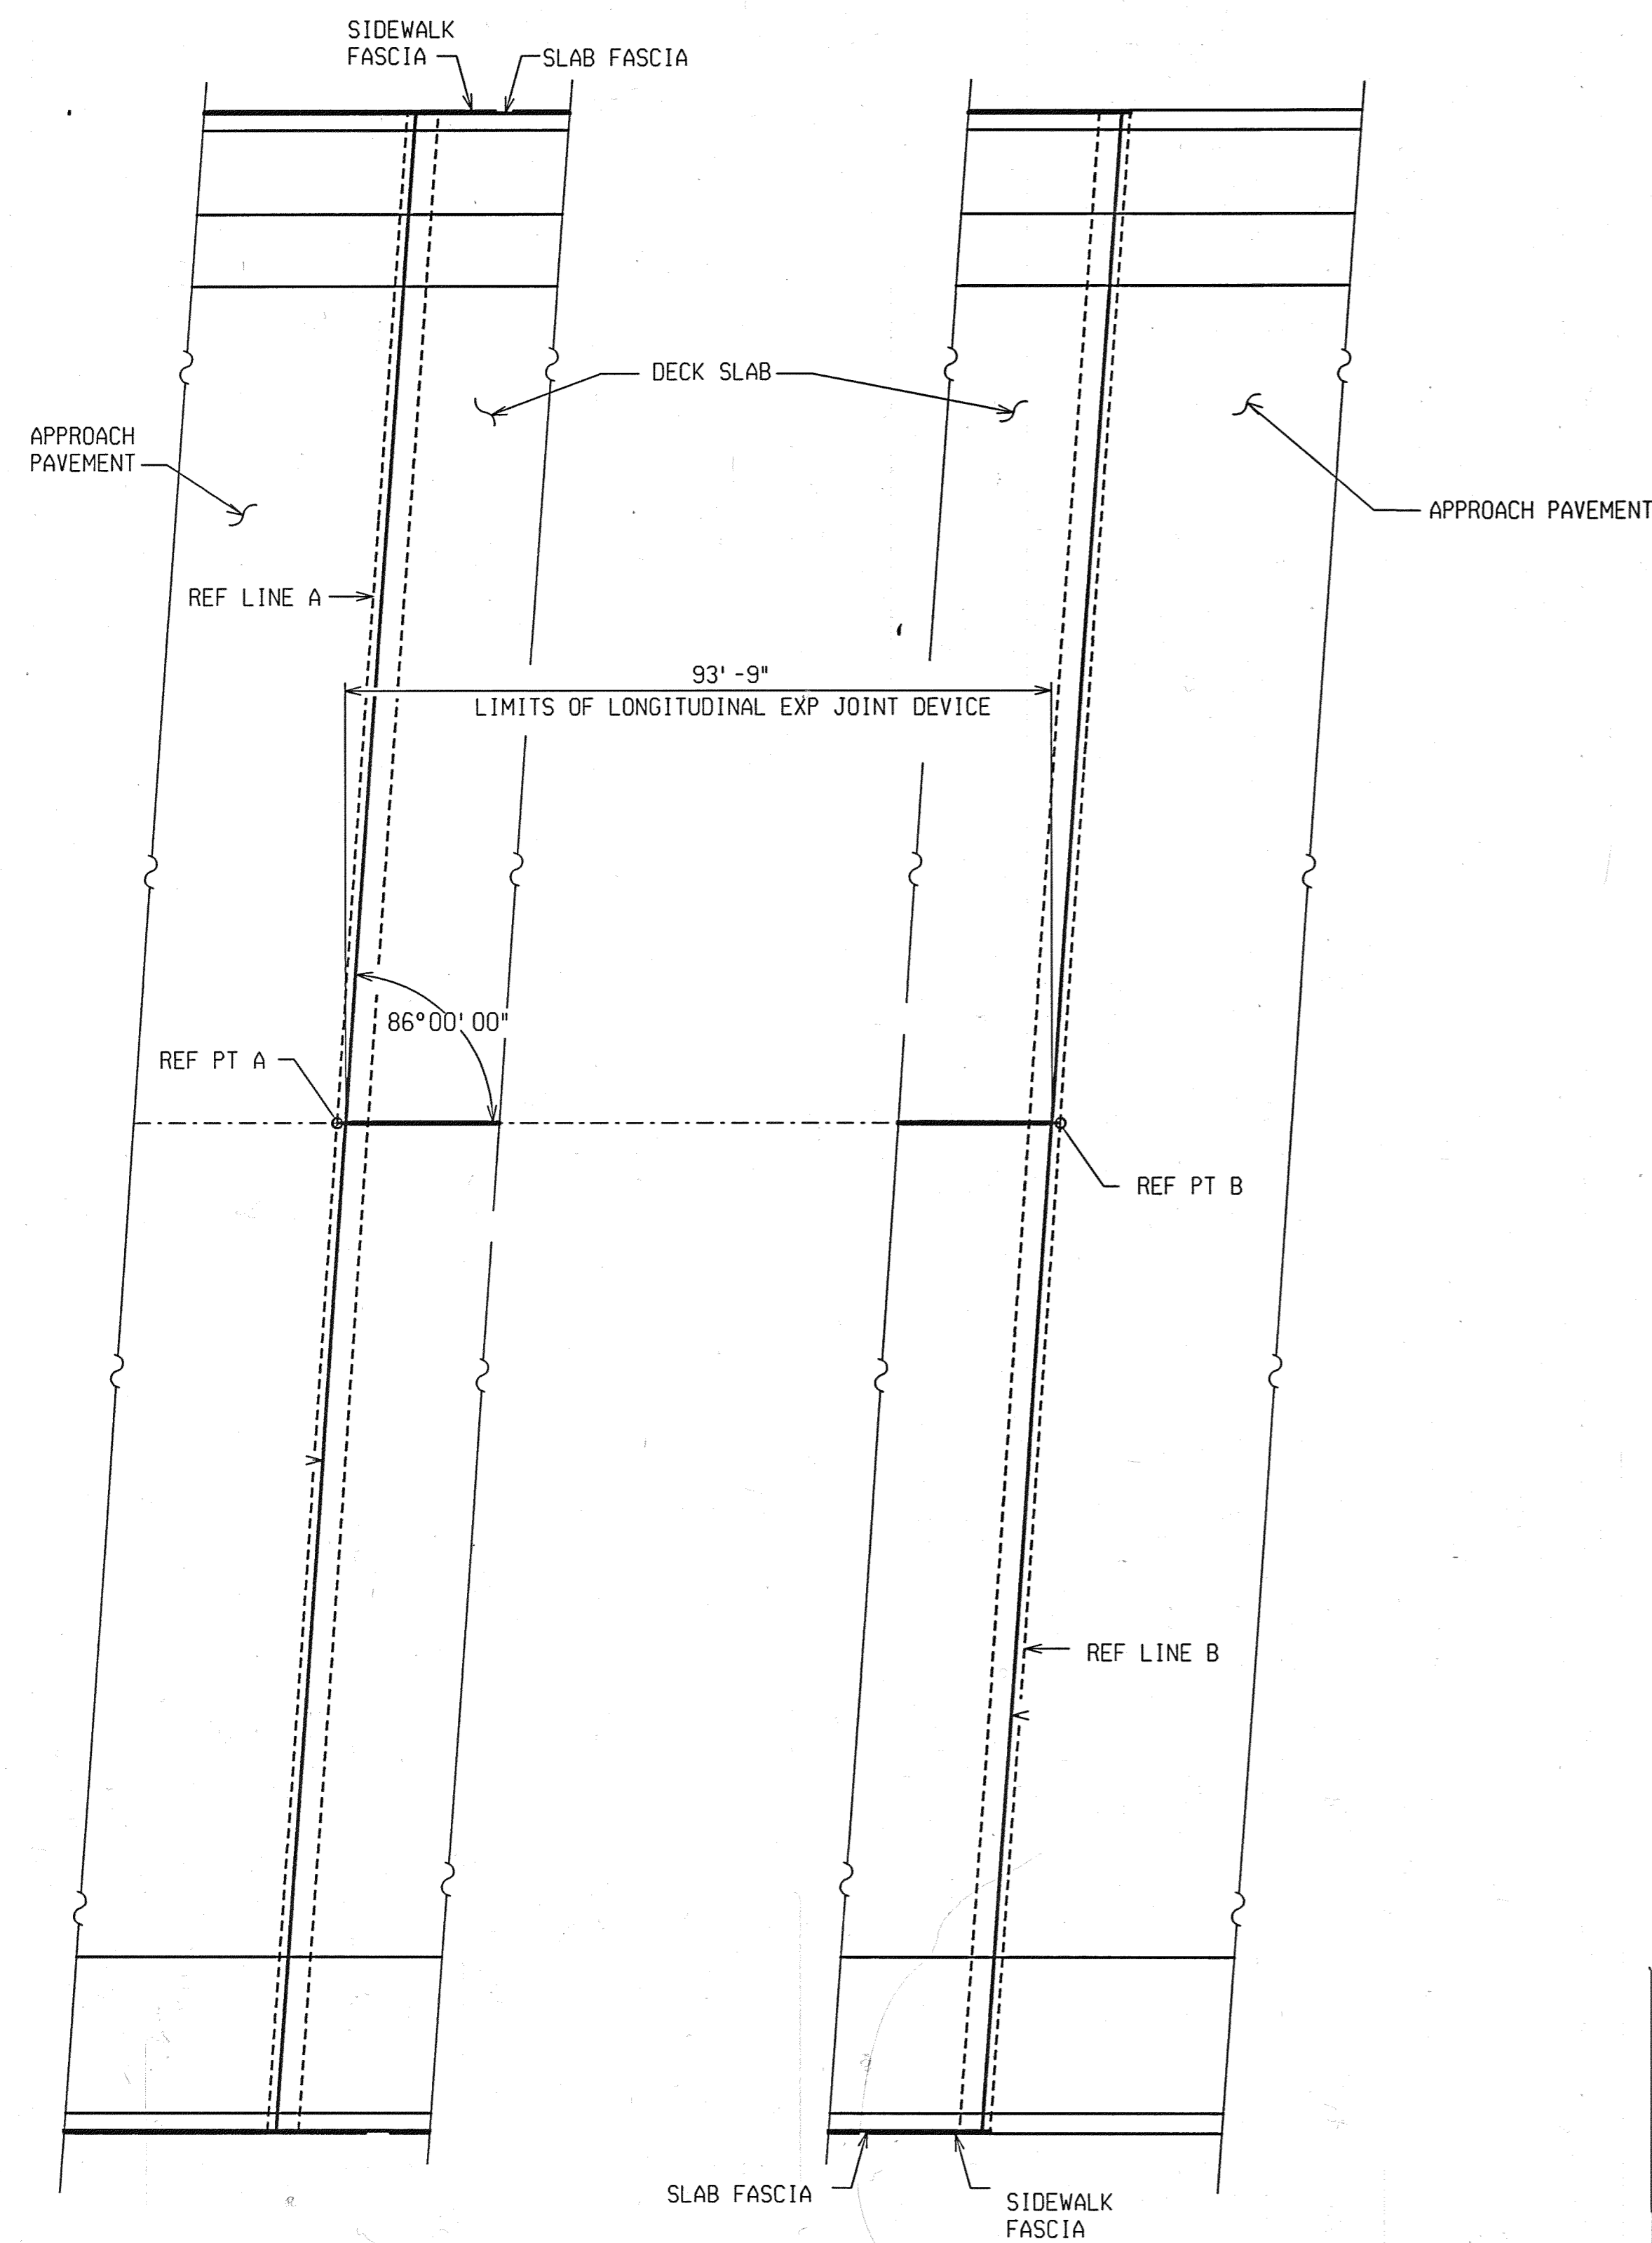 SIDEWALK
FASCIA
SLAB FASCIA
DECK SLAB
APPROACH
PAVEMENT
APPROACH PAVEMENT
REF LINE A
93'-9"
LIMITS OF LONGITUDINAL EXP JOINT DEVICE
86°00'00"
REF PT A
REF PT B
REF LINE B
SLAB FASCIA
SIDEWALK
FASCIA